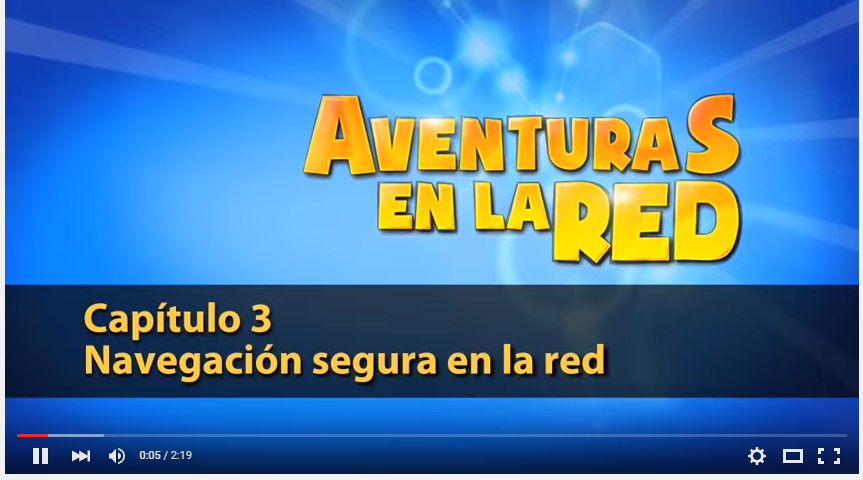 AVENTURAS
EN LA RED
Capítulo 3
Navegación segura en la red
0:05 / 2:19